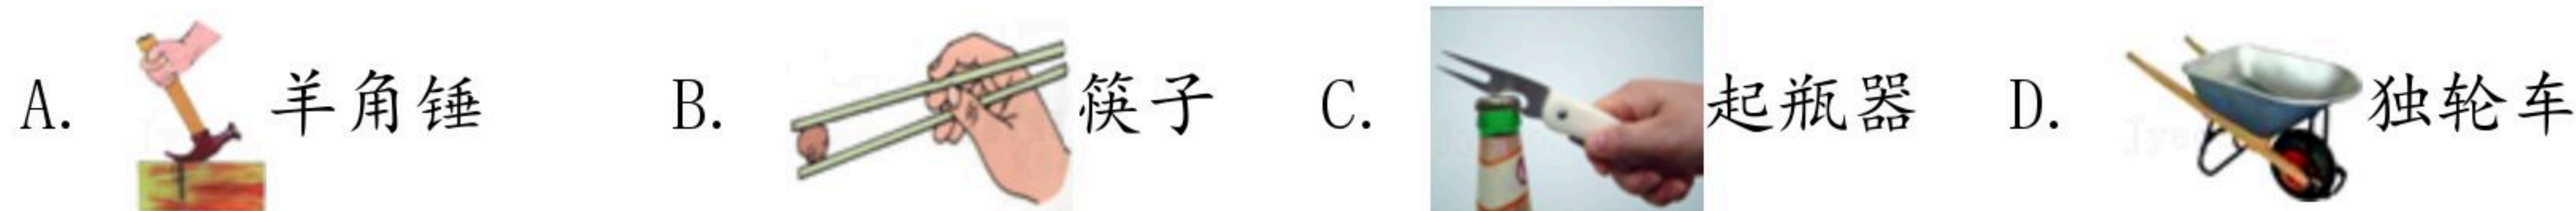 A. 羊角锤 B. 筷子 C. 起瓶器 D. 独轮车